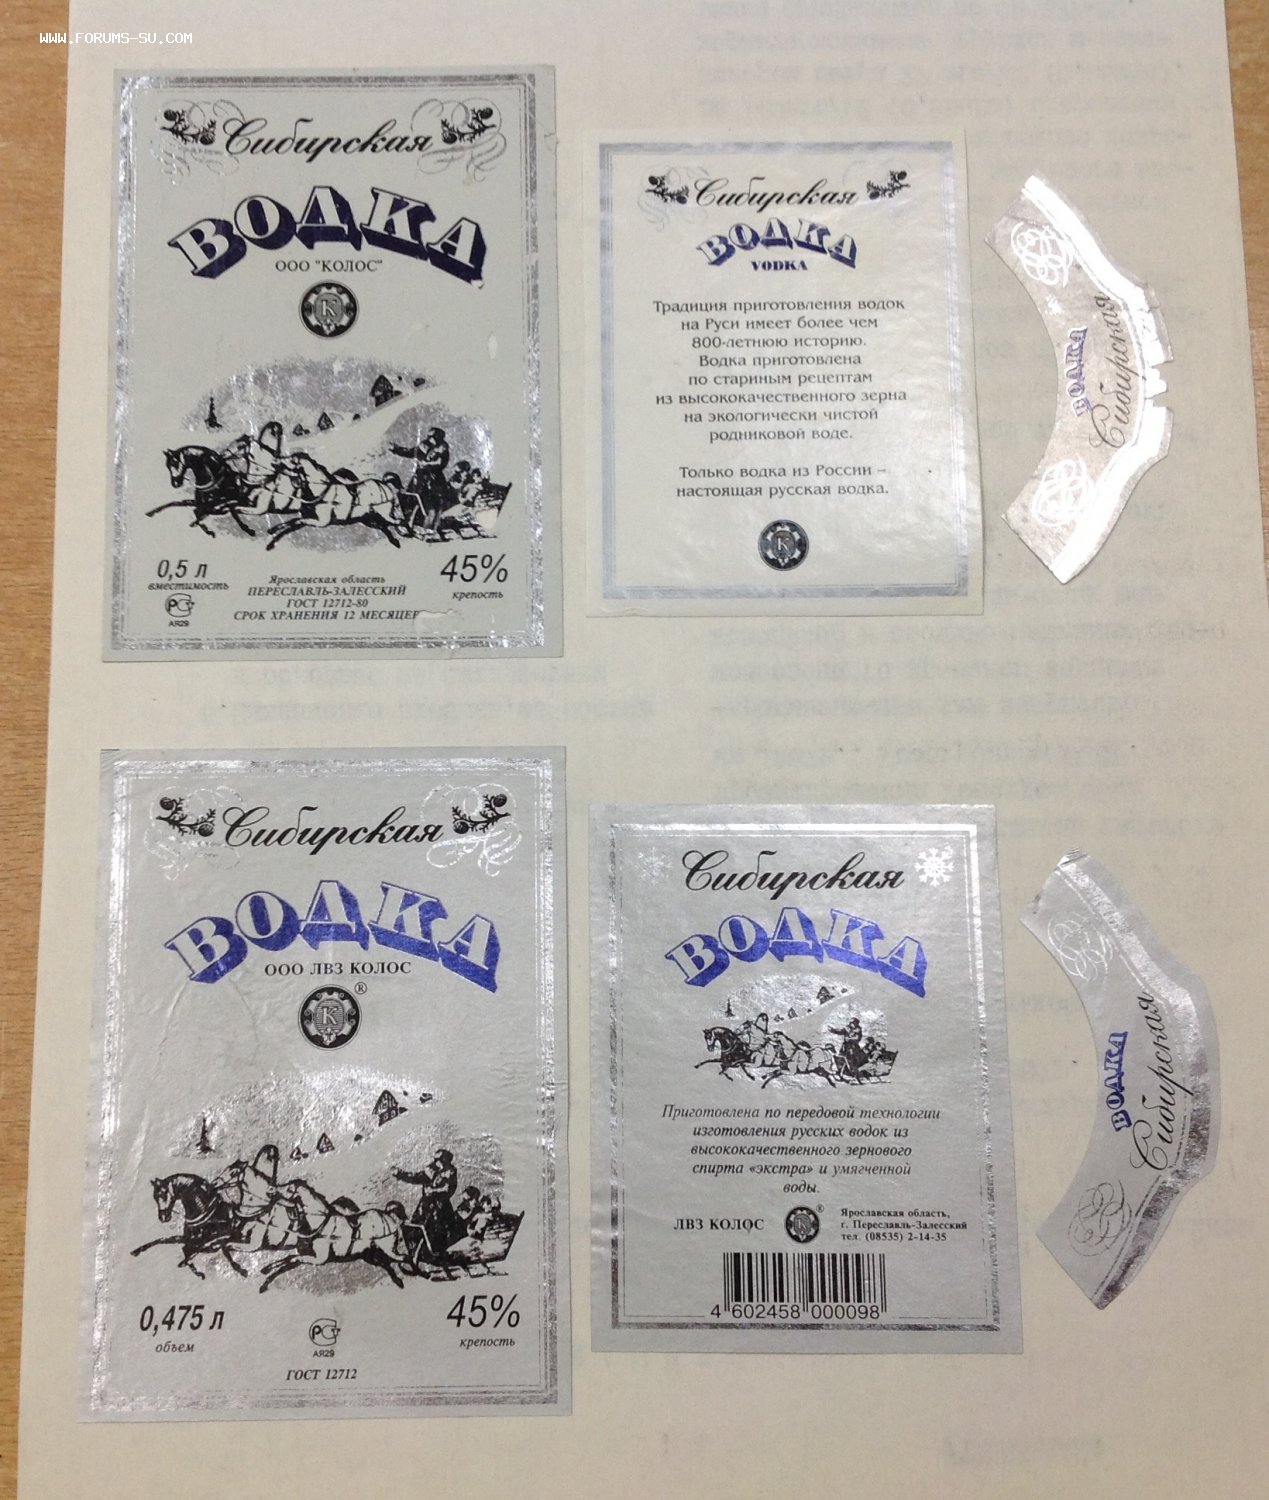 WWW.FORUMS-SU.COM
Сибирская
ВОДКА
ООО "КОЛОС"
К
0,5 л
вместимость
РСТ
АЯ29
Ярославская область
ПЕРЕСЛАВЛЬ-ЗАЛЕССКИЙ
ГОСТ 12712-80
СРОК ХРАНЕНИЯ 12 МЕСЯЦЕВ
45%
крепость
Сибирская
ВОДКА
VODKA
Традиция приготовления водок
на Руси имеет более чем
800-летнюю историю.
Водка приготовлена
по стариным рецептам
из высококачественного зерна
на экологически чистой
родниковой воде.
Только водка из России –
настоящая русская водка.
К
ВОДКА
Сибирская
Сибирская
ВОДКА
ООО ЛВЗ КОЛОС
®
К
0,475 л
объем
РСТ
АЯ29
ГОСТ 12712
45%
крепость
Сибирская
ВОДКА
Приготовлена по передовой технологии
изготовления русских водок из
высококачественного зернового
спирта «экстра» и умягченной
воды.
ЛВЗ КОЛОС
К ®
Ярославская область,
г. Переславль-Залесский
тел. (08535) 2-14-35
4 602458 000098
ВОДКА
Сибирская